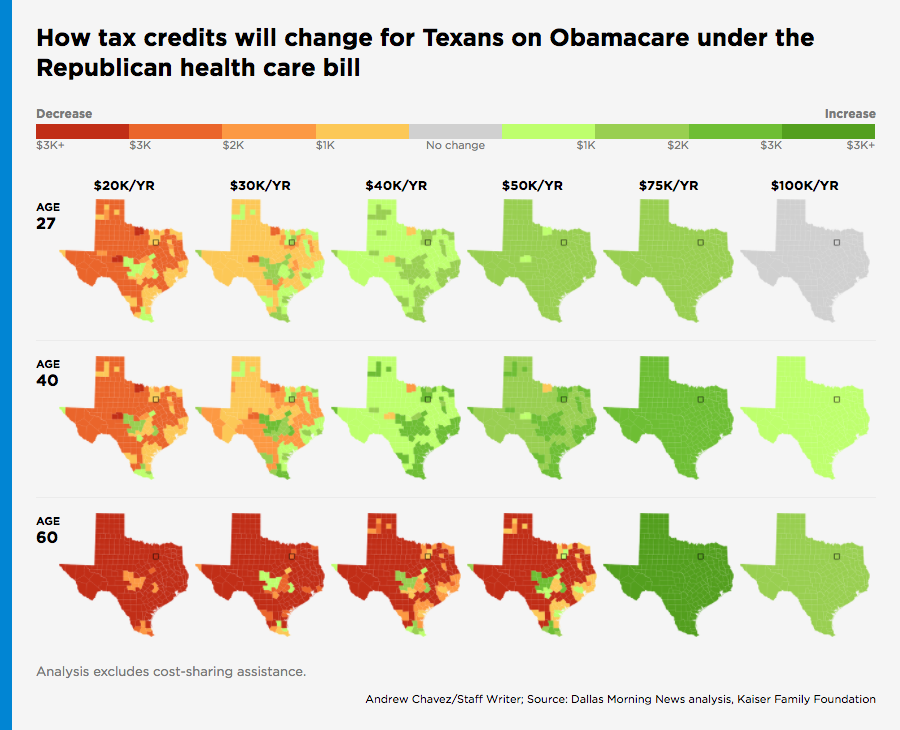 How tax credits will change for Texans on Obamacare under the
Republican health care bill
Decrease Increase
$3K+ $3K $2K $1K No change $1K $2K $3K $3K+
$20K/YR $30K/YR $40K/YR $50K/YR $75K/YR $100K/YR
AGE
27
AGE
40
AGE
60
Analysis excludes cost-sharing assistance.
Andrew Chavez/Staff Writer; Source: Dallas Morning News analysis, Kaiser Family Foundation